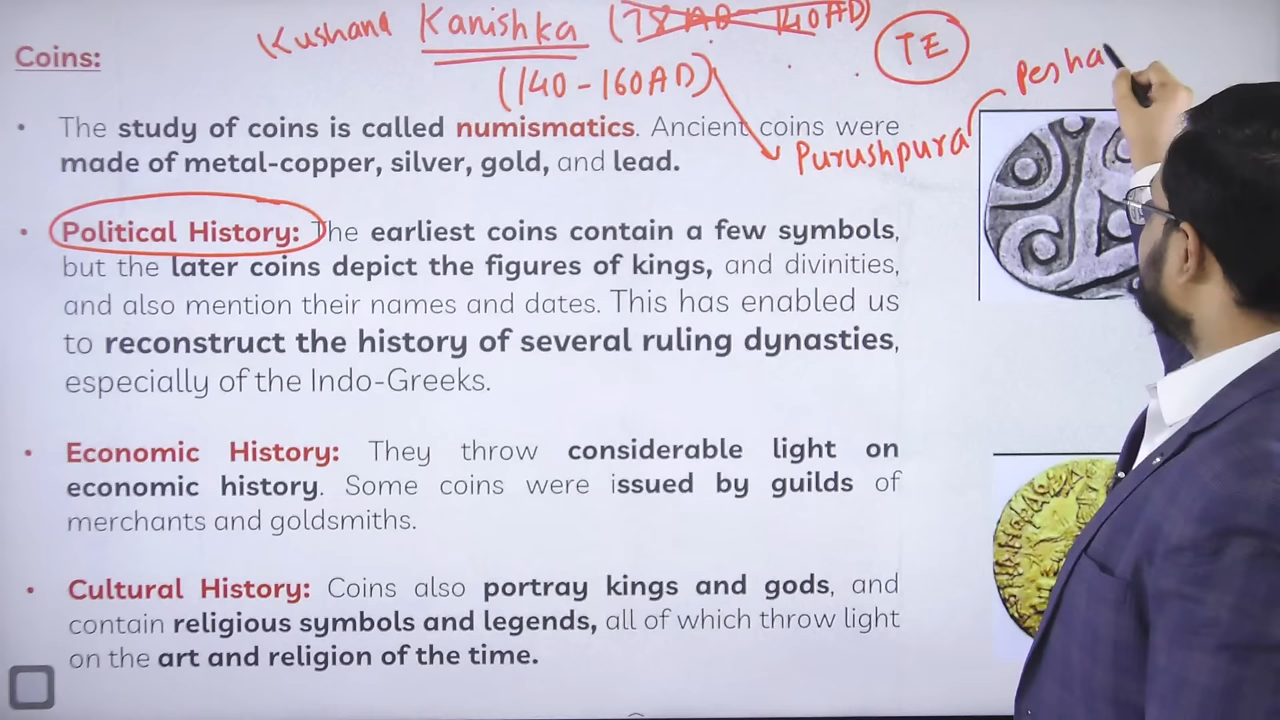 Kushana Kanishka (78 AD - 140AD)
TE
Coins:
(140-160AD)
Pesha
• The study of coins is called numismatics. Ancient coins were
Purushpura
made of metal-copper, silver, gold, and lead.
• Political History: The earliest coins contain a few symbols,
but the later coins depict the figures of kings, and divinities,
and also mention their names and dates. This has enabled us
to reconstruct the history of several ruling dynasties,
especially of the Indo-Greeks.
• Economic History: They throw considerable light on
economic history. Some coins were issued by guilds of
merchants and goldsmiths.
• Cultural History: Coins also portray kings and gods, and
contain religious symbols and legends, all of which throw light
on the art and religion of the time.